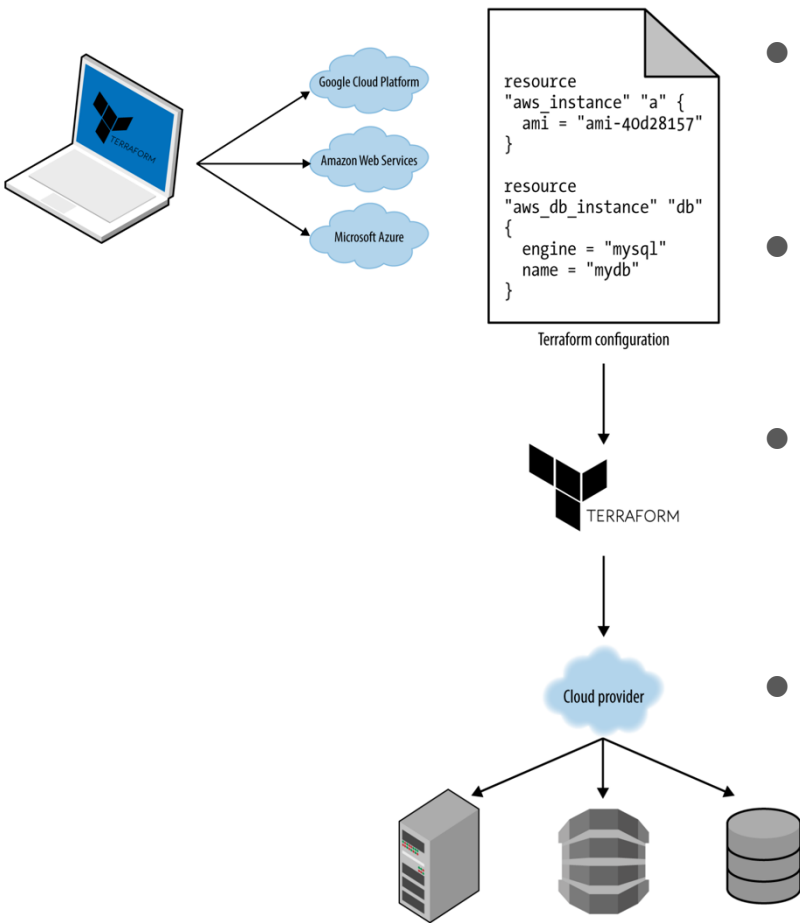 TERRAFORM
Google Cloud Platform
Amazon Web Services
Microsoft Azure
resource
"aws_instance" "a" {
ami = "ami-40d28157"
}
resource
"aws_db_instance" "db"
{
engine = "mysql"
name = "mydb"
}
Terraform configuration
TERRAFORM
Cloud provider